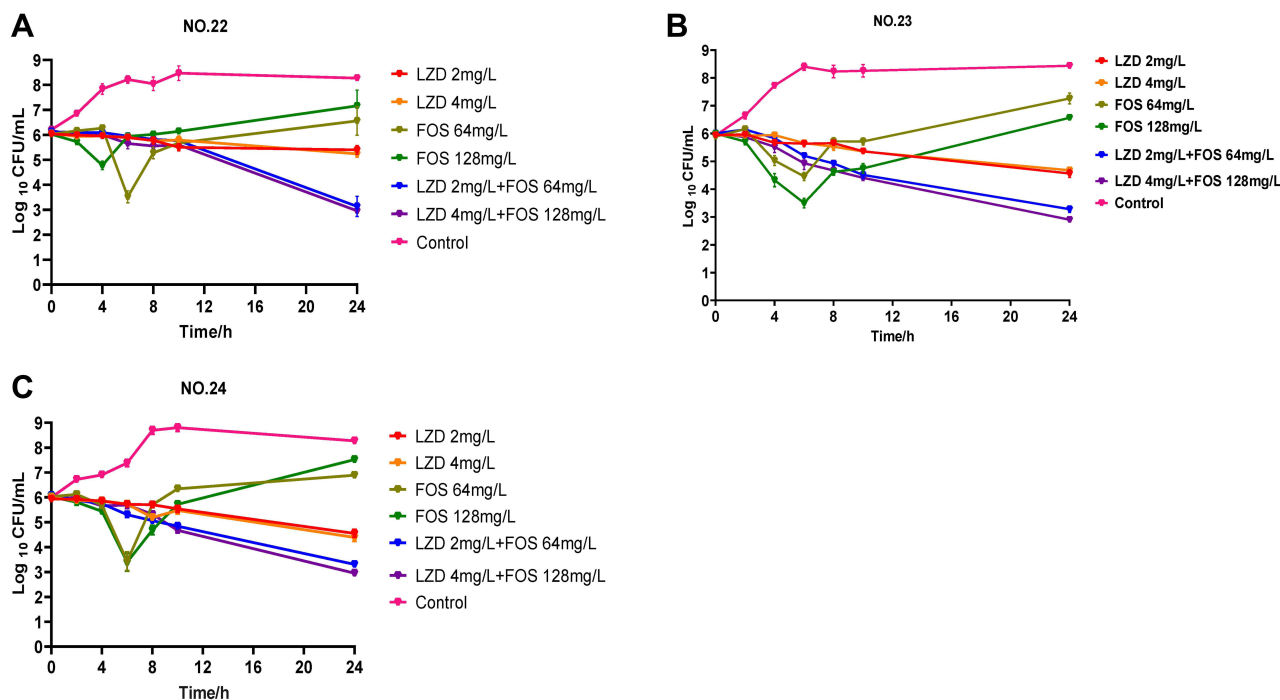 A
NO.22
Log 10 CFU/mL
9
8
7
6
5
4
3
2
1
0
0 4 8 12 16 20 24
Time/h
LZD 2mg/L
LZD 4mg/L
FOS 64mg/L
FOS 128mg/L
LZD 2mg/L+FOS 64mg/L
LZD 4mg/L+FOS 128mg/L
Control
B
NO.23
Log 10 CFU/mL
9
8
7
6
5
4
3
2
1
0
0 4 8 12 16 20 24
Time/h
LZD 2mg/L
LZD 4mg/L
FOS 64mg/L
FOS 128mg/L
LZD 2mg/L+FOS 64mg/L
LZD 4mg/L+FOS 128mg/L
Control
C
NO.24
Log 10 CFU/mL
9
8
7
6
5
4
3
2
1
0
0 4 8 12 16 20 24
Time/h
LZD 2mg/L
LZD 4mg/L
FOS 64mg/L
FOS 128mg/L
LZD 2mg/L+FOS 64mg/L
LZD 4mg/L+FOS 128mg/L
Control